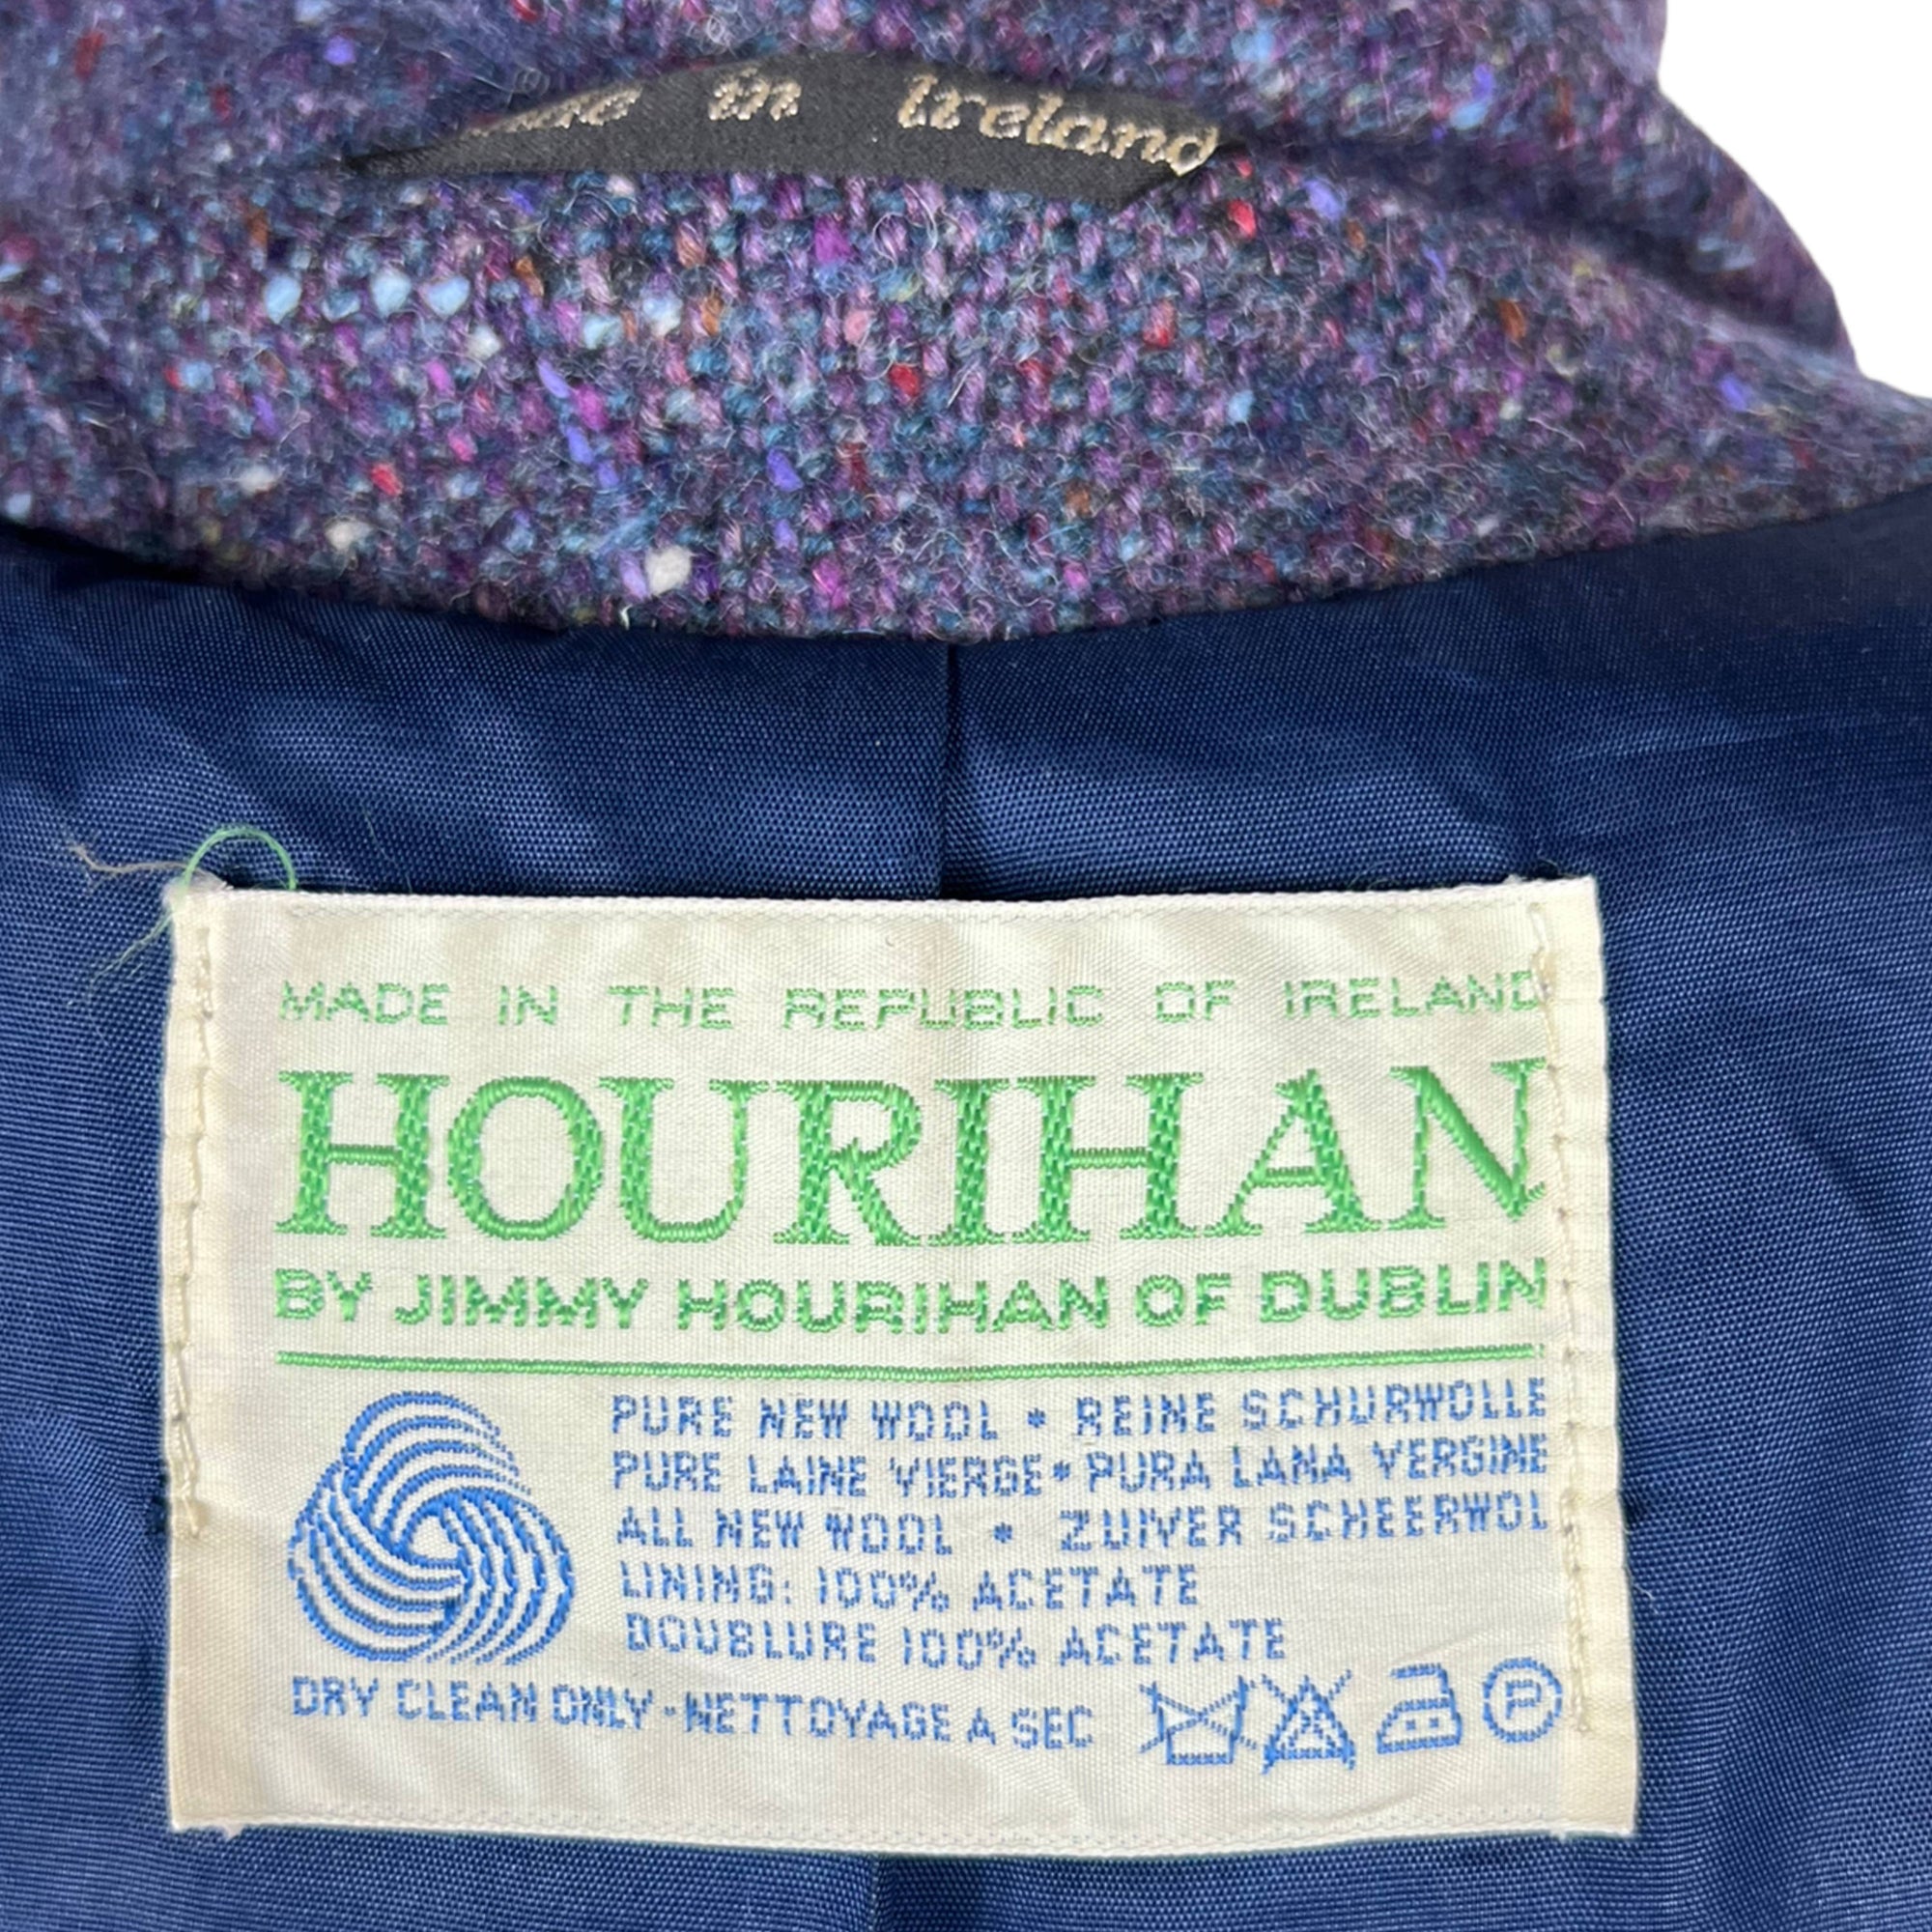 in Ireland
MADE IN THE REPUBLIC OF IRELAND
HOURIHAN
BY JIMMY HOURIHAN OF DUBLIN
PURE NEW WOOL • REINE SCHURWOLLE
PURE LAINE VIERGE • PURA LANA VERGINE
ALL NEW WOOL • ZUIVER SCHEERWOL
LINING: 100% ACETATE
DOUBLURE 100% ACETATE
DRY CLEAN ONLY - NETTOYAGE A SEC P